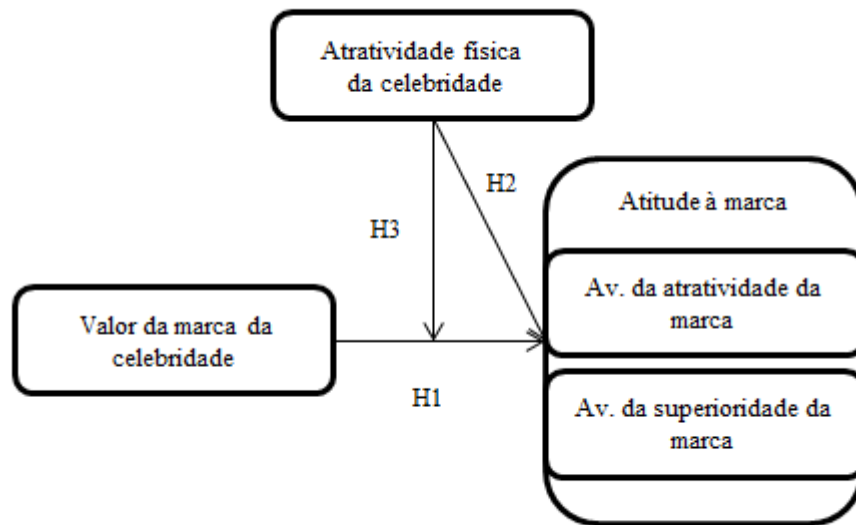 Atratividade física
da celebridade
H2
Atitude à marca
H3
Av. da atratividade da
marca
Valor da marca da
celebridade
H1
Av. da superioridade da
marca